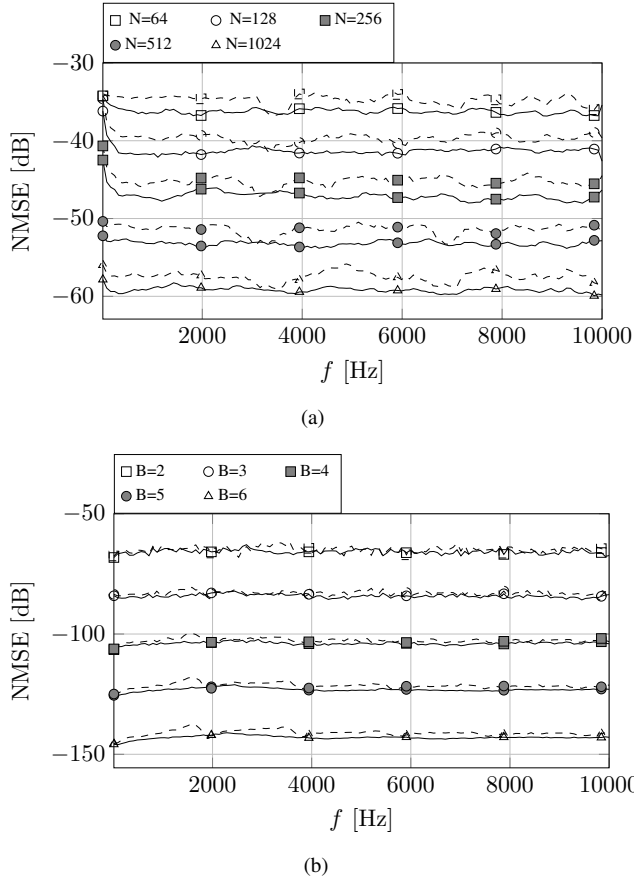 N=64 N=128 N=256
N=512 N=1024
−30
−40
−50
−60
NMSE [dB]
2000 4000 6000 8000 10000
f [Hz]
(a)
B=2 B=3 B=4
B=5 B=6
−50
−100
−150
NMSE [dB]
2000 4000 6000 8000 10000
f [Hz]
(b)